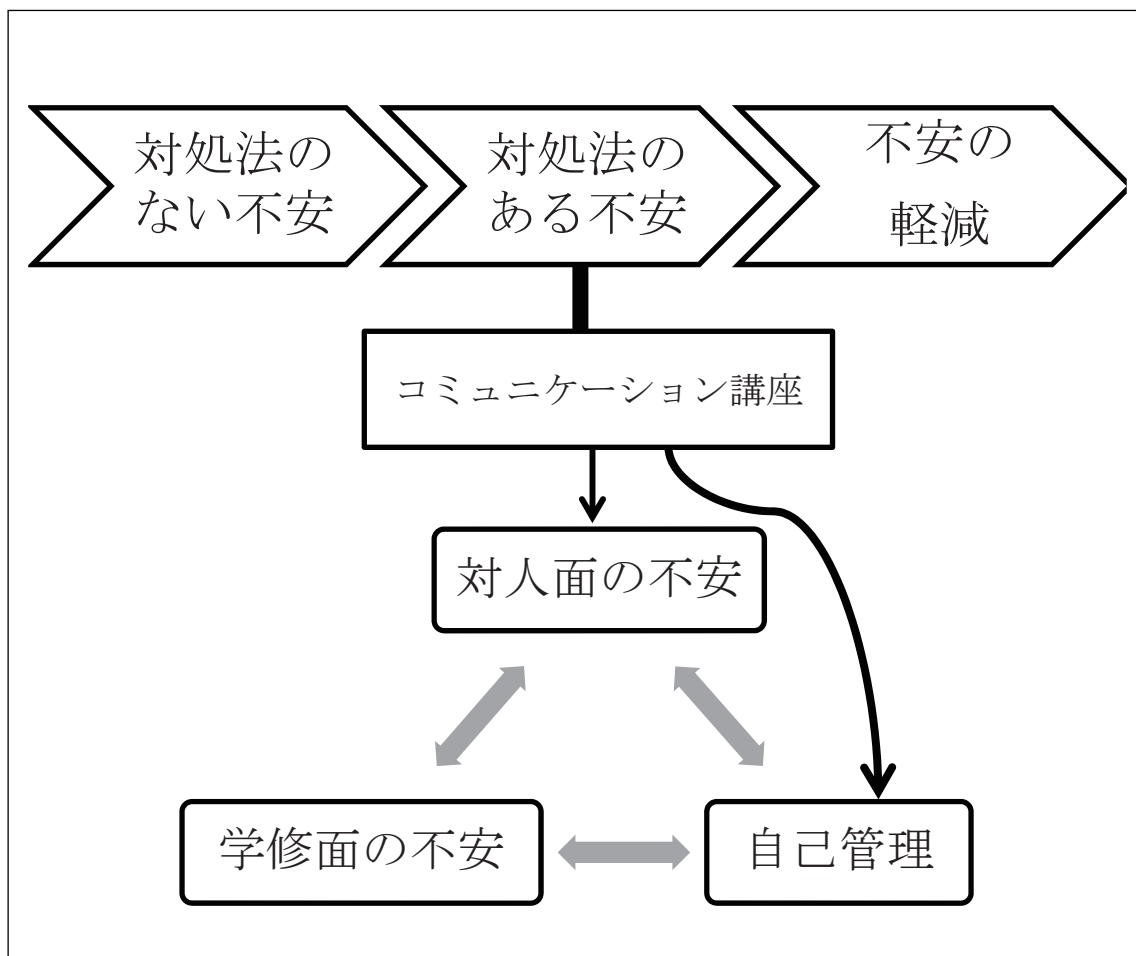 対処法の
ない不安
対処法の
ある不安
不安の
軽減
コミュニケーション講座
対人面の不安
学修面の不安
自己管理